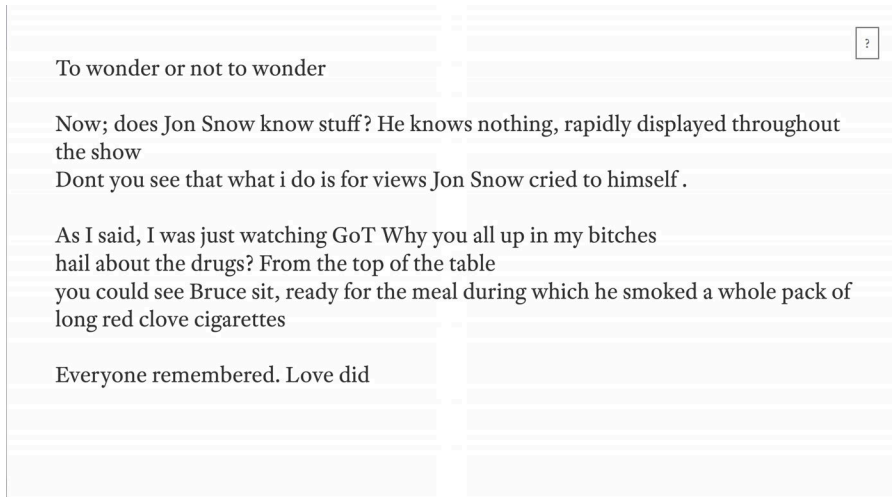 ?
To wonder or not to wonder
Now; does Jon Snow know stuff? He knows nothing, rapidly displayed throughout
the show
Dont you see that what i do is for views Jon Snow cried to himself .
As I said, I was just watching GoT Why you all up in my bitches
hail about the drugs? From the top of the table
you could see Bruce sit, ready for the meal during which he smoked a whole pack of
long red clove cigarettes
Everyone remembered. Love did